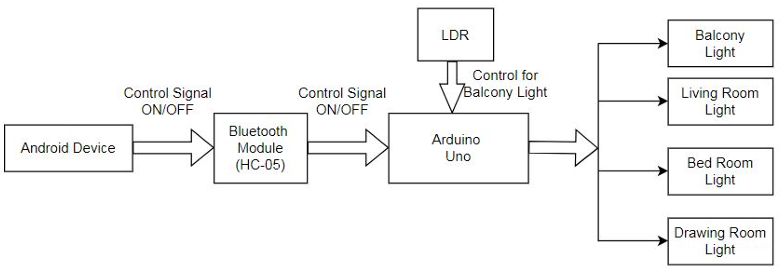 LDR
Balcony
Light
Control Signal
ON/OFF
Control Signal
ON/OFF
Control for
Balcony Light
Living Room
Light
Android Device
Bluetooth
Module
(HC-05)
Arduino
Uno
Bed Room
Light
Drawing Room
Light